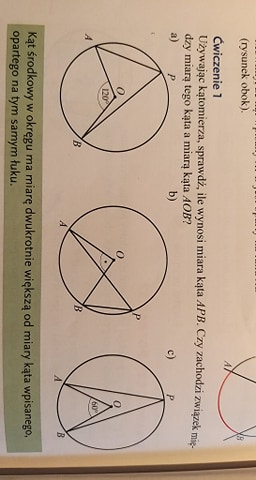 (rysunek obok).
A
B
Ćwiczenie 1
Używając kątomierza, sprawdź, ile wynosi miara kąta APB. Czy zachodzi związek mię-
dzy miarą tego kąta a miarą kąta AOB?
a)
b)
c)
P
O
120°
A
B
P
O
A
B
P
O
60°
A
B
Kąt środkowy w okręgu ma miarę dwukrotnie większą od miary kąta wpisanego,
opartego na tym samym łuku.